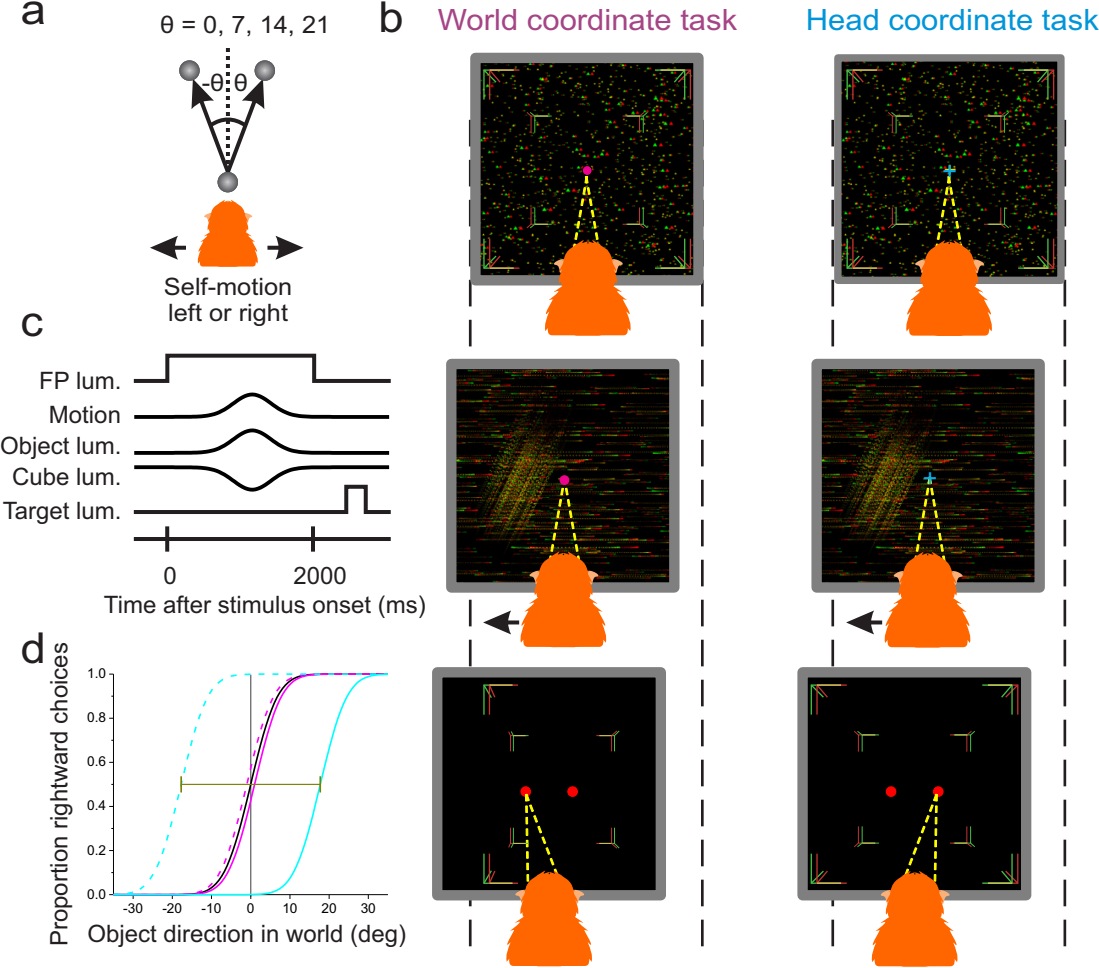 a
θ = 0, 7, 14, 21
-θ θ
Self-motion
left or right
b
World coordinate task
Head coordinate task
c
FP lum.
Motion
Object lum.
Cube lum.
Target lum.
0
2000
Time after stimulus onset (ms)
d
Proportion rightward choices
1.0
0.8
0.6
0.4
0.2
0.0
-30 -20 -10 0 10 20 30
Object direction in world (deg)